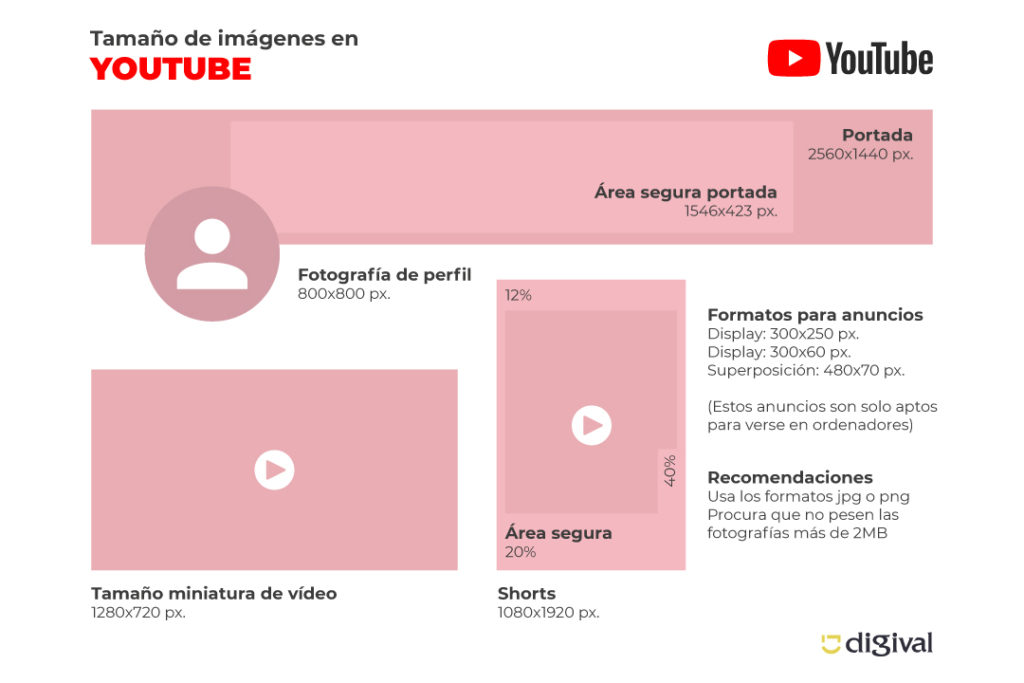 Tamaño de imágenes en
YOUTUBE
YouTube
Portada
2560x1440 px.
Área segura portada
1546x423 px.
Fotografía de perfil
800x800 px.
12%
40%
Área segura
20%
Shorts
1080x1920 px.
Formatos para anuncios
Display: 300x250 px.
Display: 300x60 px.
Superposición: 480x70 px.
(Estos anuncios son solo aptos
para verse en ordenadores)
Recomendaciones
Usa los formatos jpg o png
Procura que no pesen las
fotografías más de 2MB
Tamaño miniatura de vídeo
1280x720 px.
digival